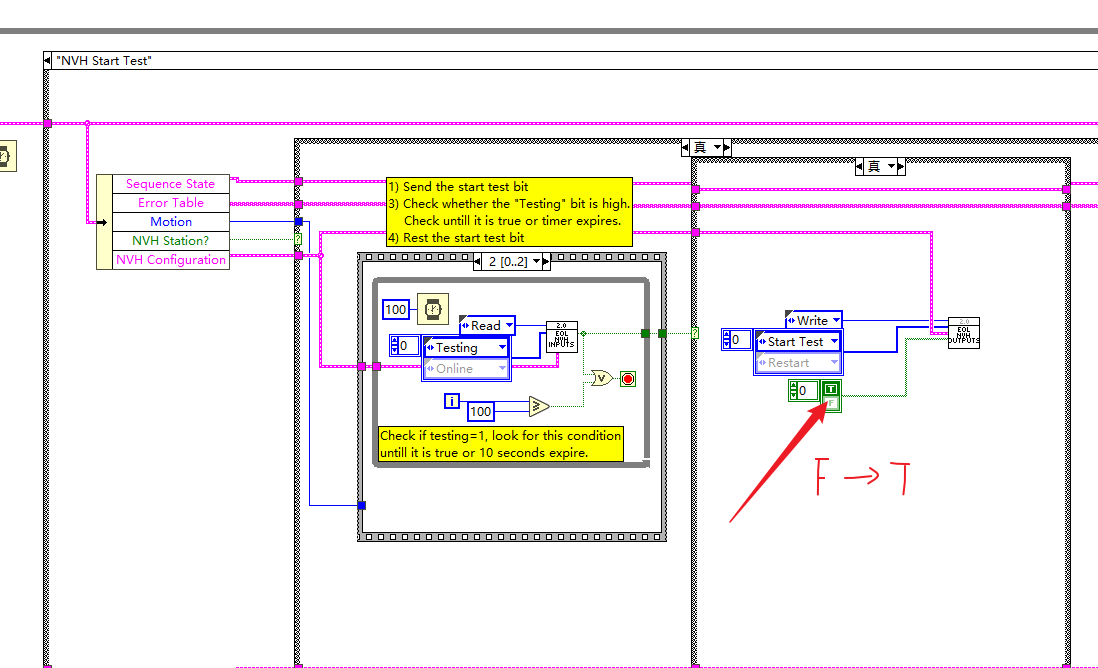 "NVH Start Test"
真
真
Sequence State
Error Table
Motion
NVH Station?
NVH Configuration
1) Send the start test bit
3) Check whether the "Testing" bit is high.
Check untill it is true or timer expires.
4) Rest the start test bit
2 [0..2]
100
Read
0
Testing
Online
2.0
EOL
NVH
INPUTS
V
i
100
≥
Check if testing=1, look for this condition
untill it is true or 10 seconds expire.
?
?
Write
0
Start Test
Restart
2.0
EOL
NVH
OUTPUTS
0
T
F
F → T